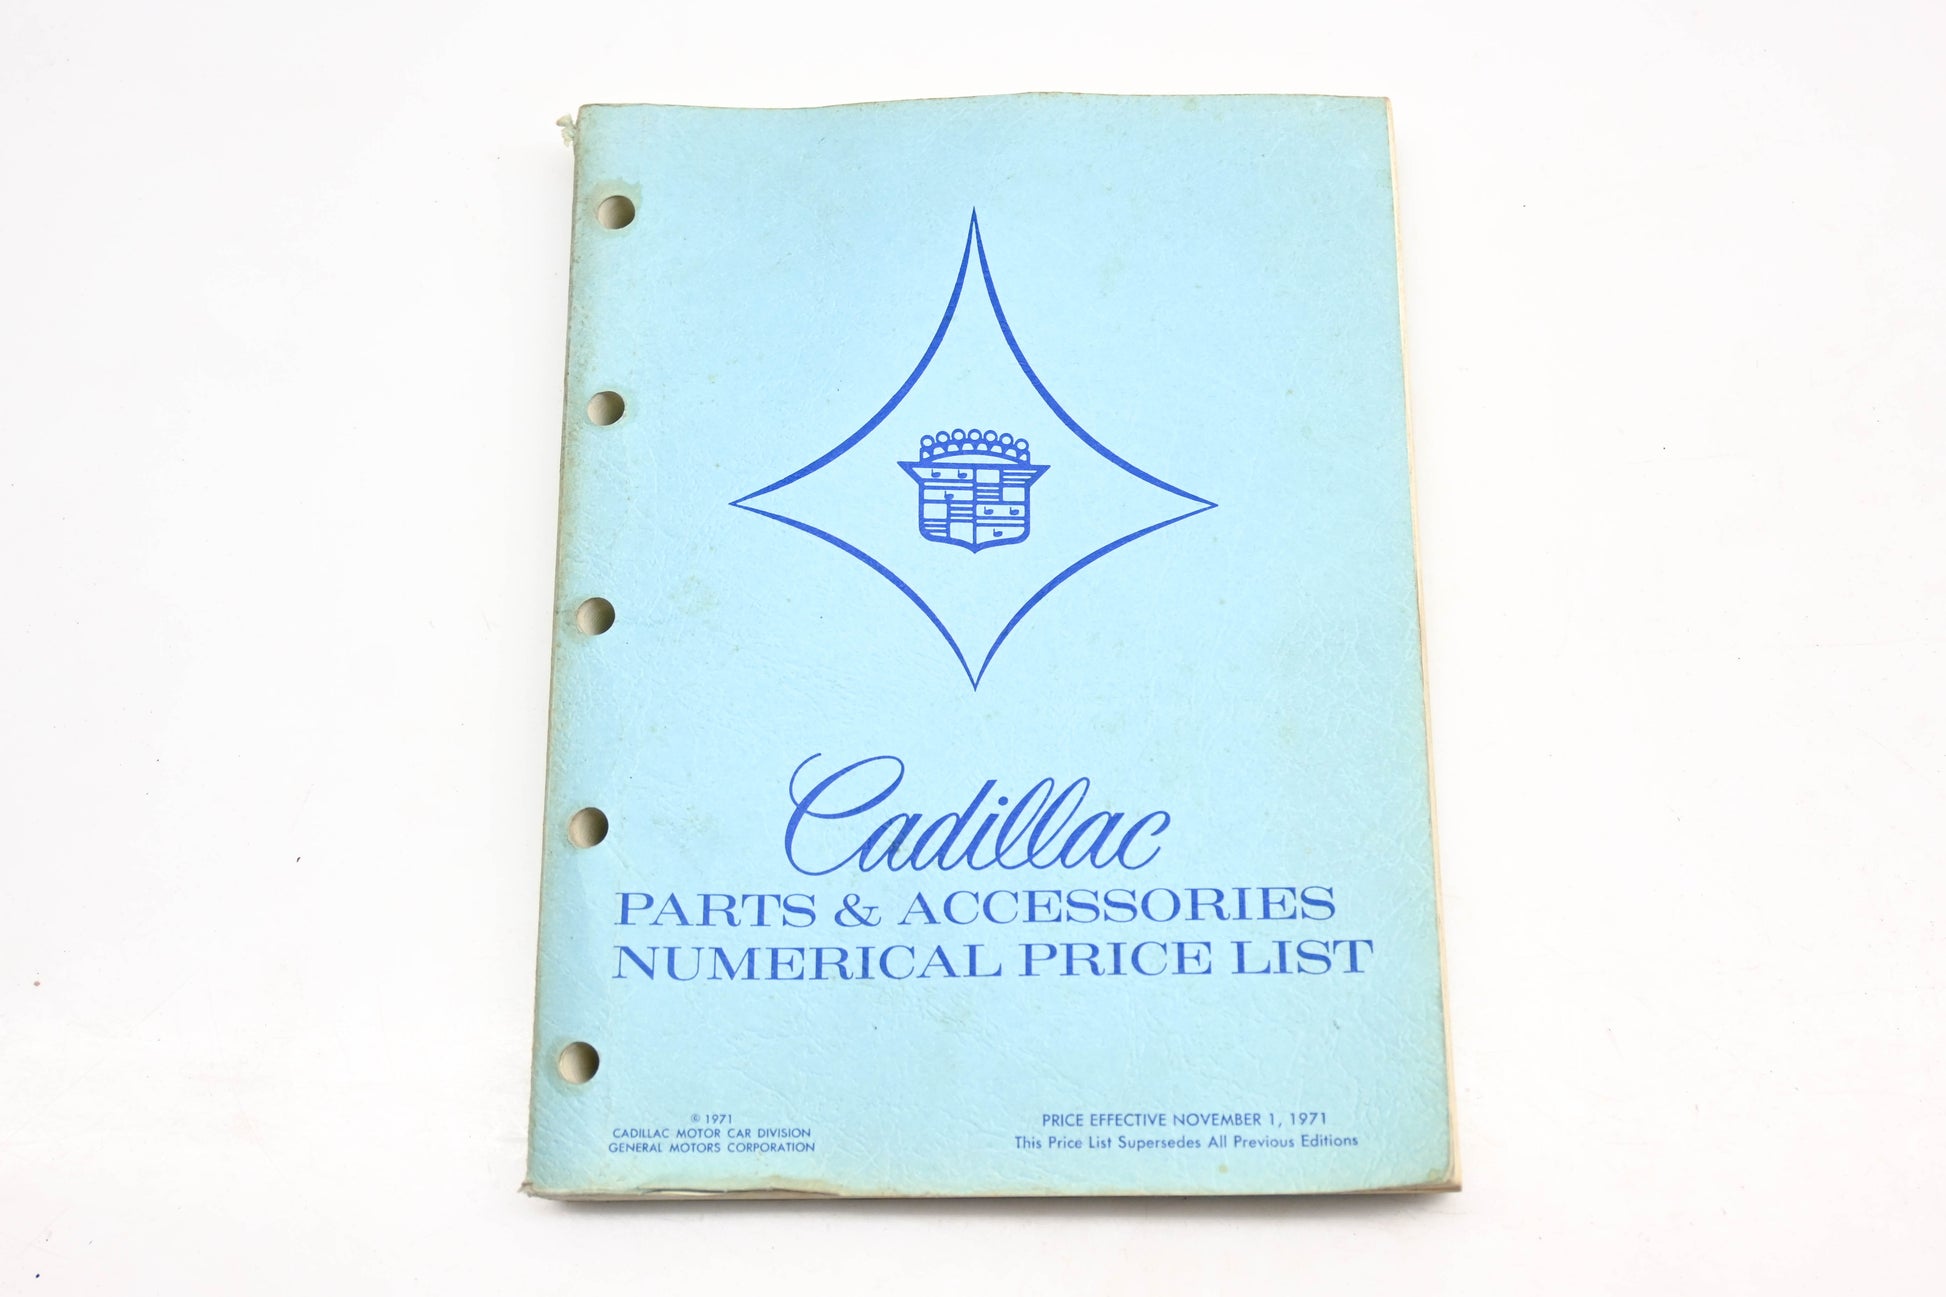 Cadillac
PARTS & ACCESSORIES
NUMERICAL PRICE LIST
© 1971
CADILLAC MOTOR CAR DIVISION
GENERAL MOTORS CORPORATION
PRICE EFFECTIVE NOVEMBER 1, 1971
This Price List Supersedes All Previous Editions